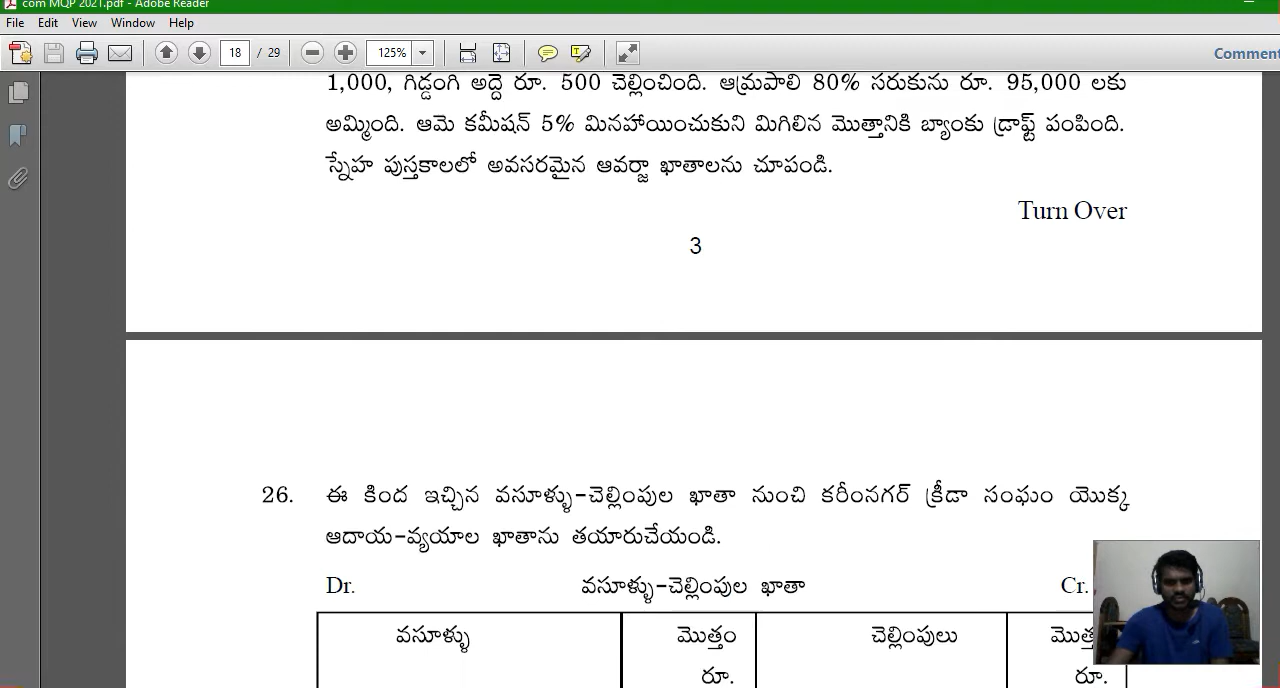 com MQP 2021.pdf - Adobe Reader
File Edit View Window Help
18 / 29 125% Comment
1,000, గిడ్డంగి అద్దె రూ. 500 చెల్లించింది. ఆమ్రపాలి 80% సరుకును రూ. 95,000 లకు
అమ్మింది. ఆమె కమీషన్ 5% మినహాయించుకుని మిగిలిన మొత్తానికి బ్యాంకు డ్రాఫ్ట్ పంపింది.
స్నేహ పుస్తకాలలో అవసరమైన ఆవర్జా ఖాతాలను చూపండి.
Turn Over
3
26. ఈ కింద ఇచ్చిన వసూళ్ళు-చెల్లింపుల ఖాతా నుంచి కరీంనగర్ క్రీడా సంఘం యొక్క
ఆదాయ-వ్యయాల ఖాతాను తయారుచేయండి.
Dr. వసూళ్ళు-చెల్లింపుల ఖాతా Cr.
వసూళ్ళు మొత్తం చెల్లింపులు
రూ. రూ.